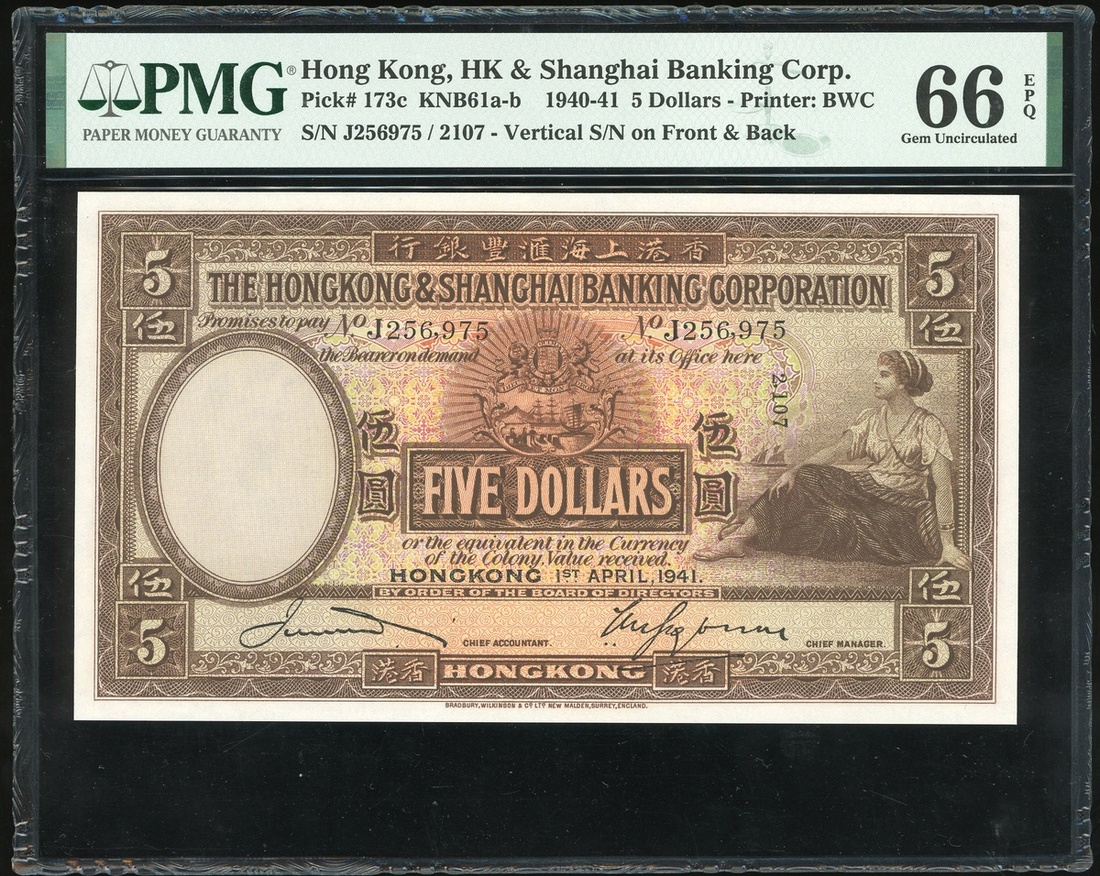 PMG®
PAPER MONEY GUARANTY
Hong Kong, HK & Shanghai Banking Corp.
Pick# 173c KNB61a-b 1940-41 5 Dollars - Printer: BWC
S/N J256975 / 2107 - Vertical S/N on Front & Back
66 EPQ
Gem Uncirculated
行銀豐滙海上港香
5 5
THE HONGKONG & SHANGHAI BANKING CORPORATION
伍 Promises to pay No J256,975 No J256,975 伍
the Bearer on demand at its Office here
2107
伍圓 伍圓
FIVE DOLLARS
or the equivalent in the Currency
of the Colony, Value received.
HONGKONG 1ST APRIL, 1941.
伍 BY ORDER OF THE BOARD OF DIRECTORS 伍
5 5
CHIEF ACCOUNTANT. CHIEF MANAGER.
港香 HONGKONG 港香
BRADBURY, WILKINSON & Co LTD NEW MALDEN, SURREY, ENGLAND.